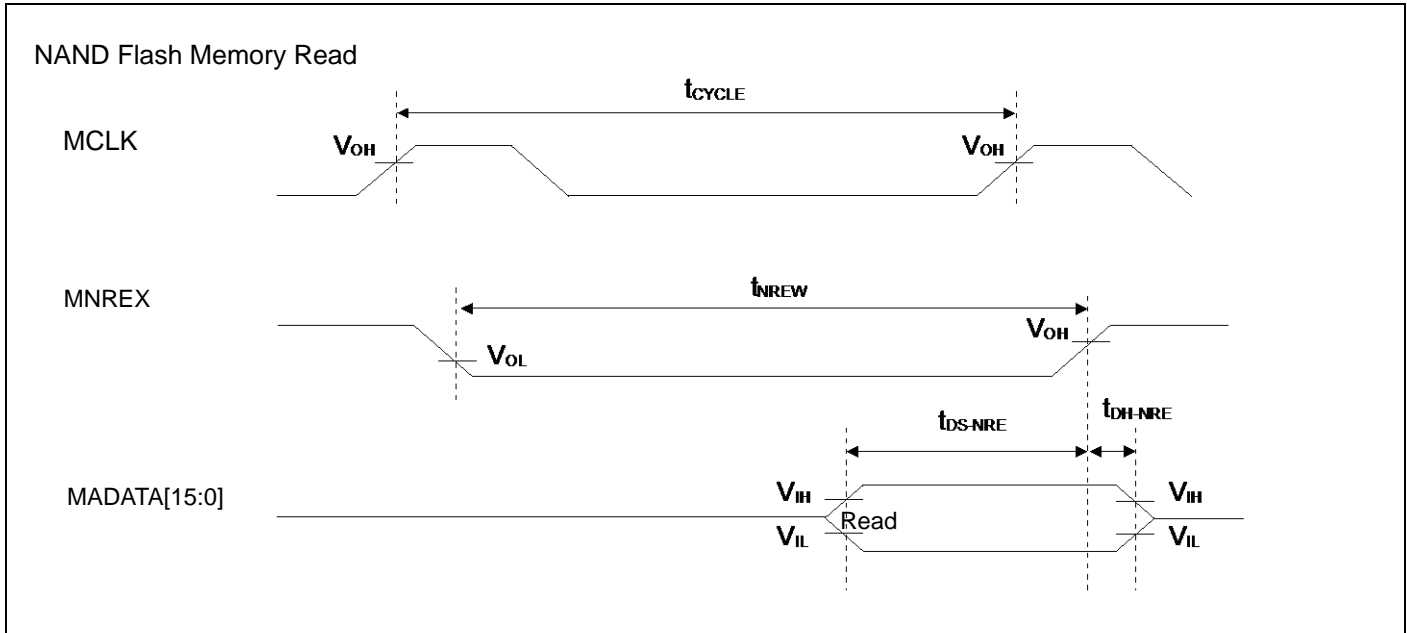 NAND Flash Memory Read
tCYCLE
MCLK
VOH
VOH
tNREW
MNREX
VOH
VOL
tDS-NRE
tDH-NRE
MADATA[15:0]
VIH
VIH
Read
VIL
VIL